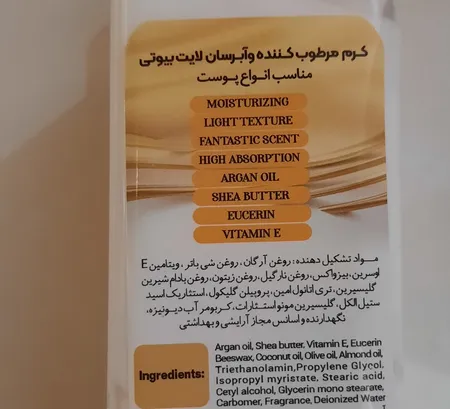 کرم مرطوب کننده و آبرسان لایت بیوتی
مناسب انواع پوست
MOISTURIZING
LIGHT TEXTURE
FANTASTIC SCENT
HIGH ABSORPTION
ARGAN OIL
SHEA BUTTER
EUCERIN
VITAMIN E
مـواد تشکیل دهنده : روغن آرگان ، روغن شی باتر ، ویتامین E
اوسرین، بیزواکس، روغن نارگیل، روغن زیتون، روغن بادام شیرین
گلیسیرین، تری اتانول امین، پروپیلن گلیکول، استئاریک اسید
ستیل الکل، گلیسیرین مونو استئارات، کربومر آب دیونیزه،
نگهدارنده و اسانس مجاز آرایشی و بهداشتی
Ingredients:
Argan oil, Shea butter, Vitamin E, Eucerin
Beeswax, Coconut oil, Olive oil, Almond oil,
Triethanolamin,Propylene Glycol,
Isopropyl myristate, Stearic acid,
Ceryl alcohol, Glycerin mono stearate,
Carbomer, Fragrance, Deionized Water